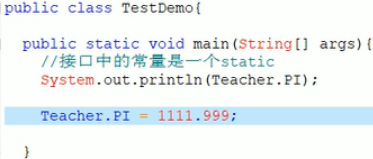 public class TestDemo{
public static void main(String[] args){
//接口中的常量是一个static
System.out.println(Teacher.PI);
Teacher.PI = 1111.999;
}